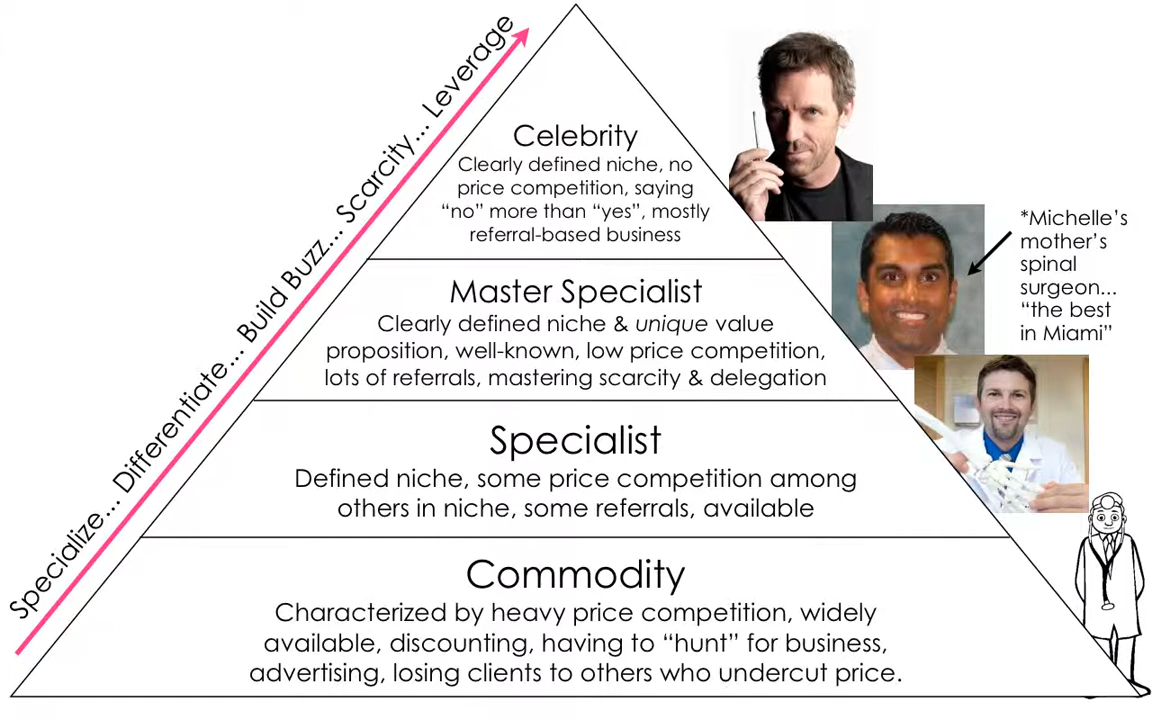 Specialize... Differentiate... Build Buzz... Scarcity... Leverage
Celebrity
Clearly defined niche, no
price competition, saying
“no” more than “yes”, mostly
referral-based business
Master Specialist
Clearly defined niche & unique value
proposition, well-known, low price competition,
lots of referrals, mastering scarcity & delegation
Specialist
Defined niche, some price competition among
others in niche, some referrals, available
Commodity
Characterized by heavy price competition, widely
available, discounting, having to “hunt” for business,
advertising, losing clients to others who undercut price.
*Michelle’s
mother’s
spinal
surgeon...
“the best
in Miami”